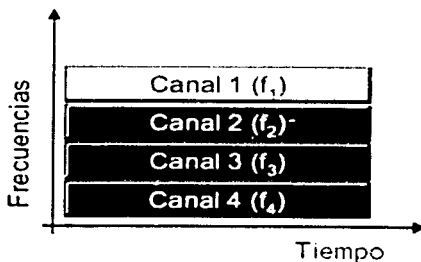 Frecuencias
Canal 1 (f₁)
Canal 2 (f₂)
Canal 3 (f₃)
Canal 4 (f₄)
Tiempo